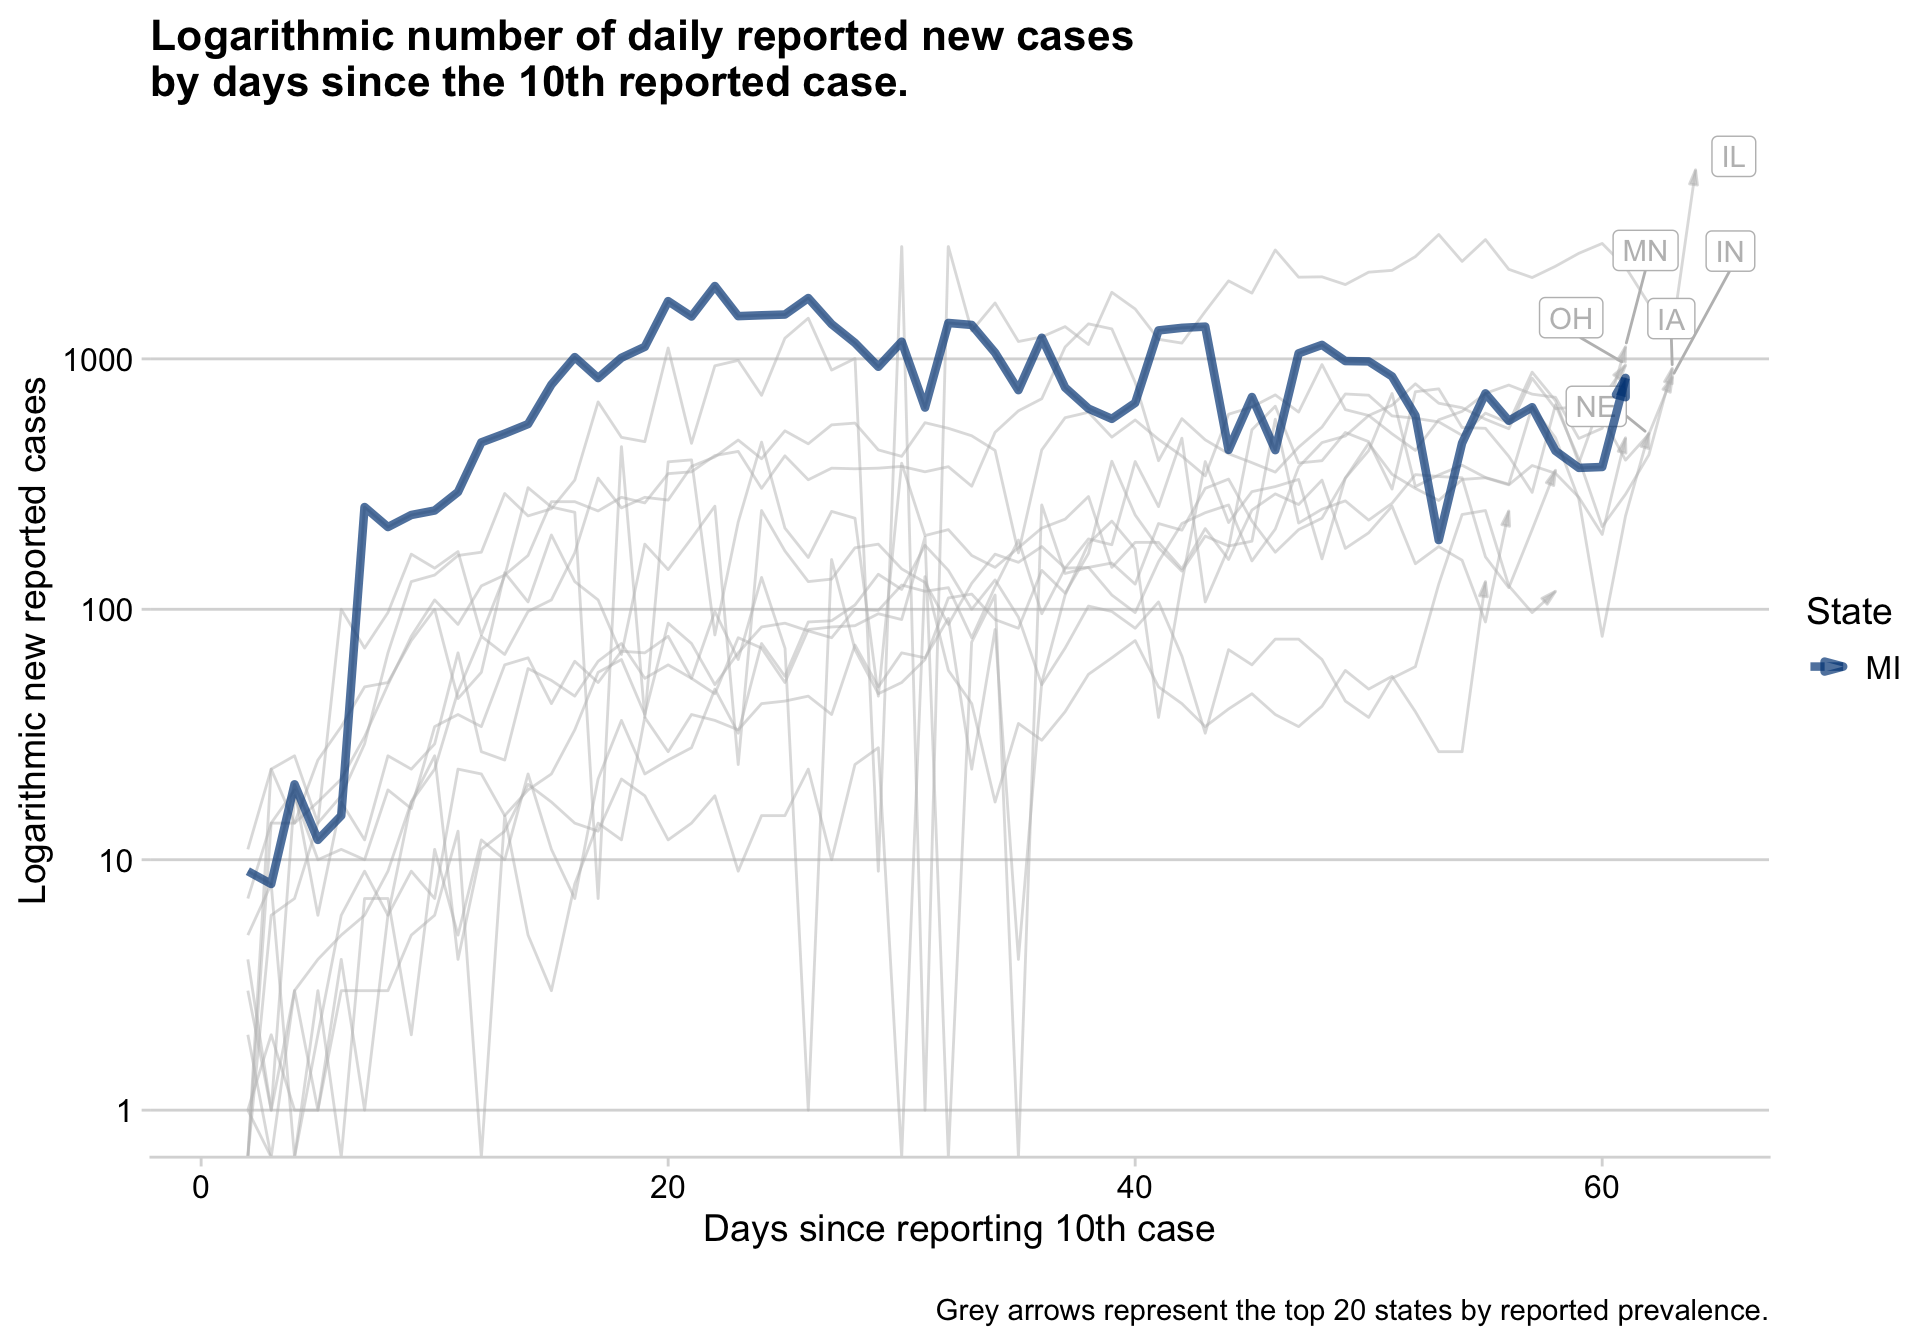 Logarithmic number of daily reported new cases
by days since the 10th reported case.
Logarithmic new reported cases
1000
100
10
1
0
20
40
60
Days since reporting 10th case
IL
MN
IN
OH
IA
NE
State
MI
Grey arrows represent the top 20 states by reported prevalence.